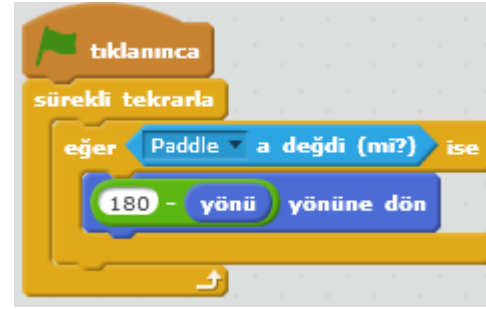 tıklanınca
sürekli tekrarla
eğer Paddle a değdi (mi?) ise
180 - yönü yönüne dön